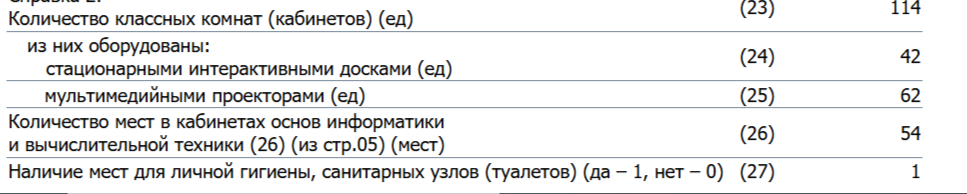 Справка 2.
Количество классных комнат (кабинетов) (ед) (23) 114
из них оборудованы:
стационарными интерактивными досками (ед) (24) 42
мультимедийными проекторами (ед) (25) 62
Количество мест в кабинетах основ информатики
и вычислительной техники (26) (из стр.05) (мест) (26) 54
Наличие мест для личной гигиены, санитарных узлов (туалетов) (да – 1, нет – 0) (27) 1